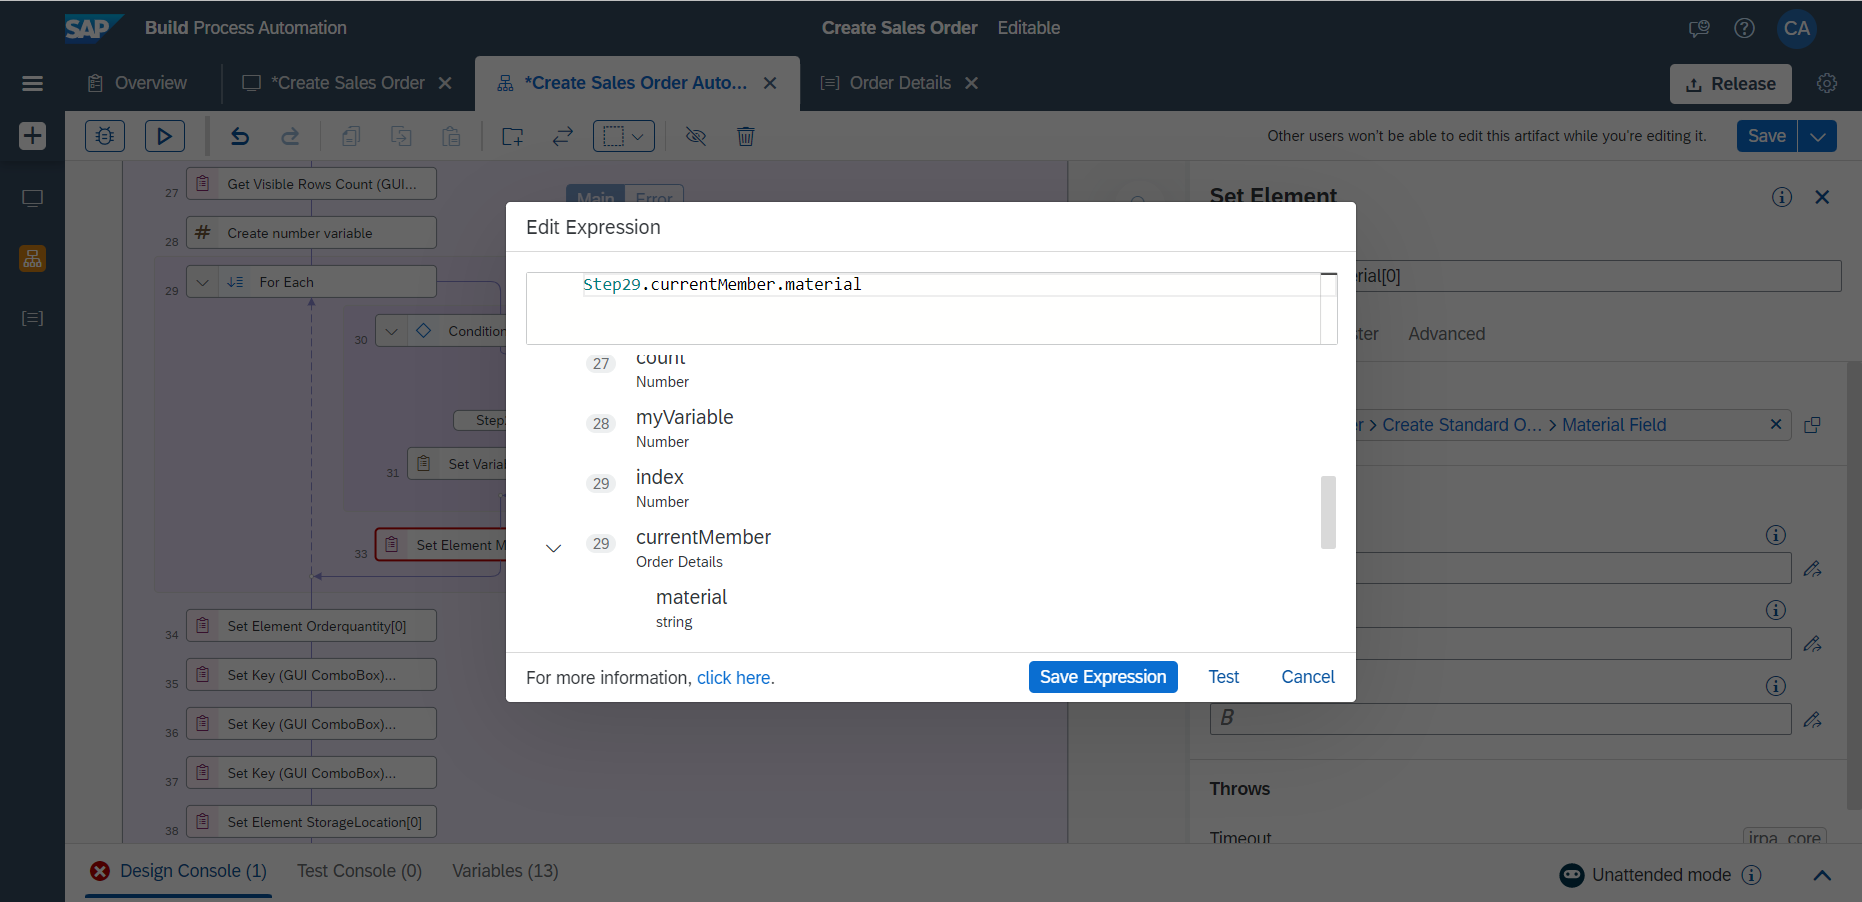 SAP Build Process Automation
Create Sales Order Editable
CA
Overview
*Create Sales Order
*Create Sales Order Auto...
Order Details
Release
Other users won't be able to edit this artifact while you're editing it.
Save
27 Get Visible Rows Count (GUI...
28 # Create number variable
29 For Each
30 Condition
Step
31 Set Varia
33 Set Element M
34 Set Element Orderquantity[0]
35 Set Key (GUI ComboBox)...
36 Set Key (GUI ComboBox)...
37 Set Key (GUI ComboBox)...
38 Set Element StorageLocation[0]
Main Error
Edit Expression
Step29.currentMember.material
27 count
Number
28 myVariable
Number
29 index
Number
29 currentMember
Order Details
material
string
For more information, click here.
Save Expression
Test
Cancel
Set Element
rial[0]
ter
Advanced
r > Create Standard O... > Material Field
B
Throws
Timeout
irpa_core
Design Console (1)
Test Console (0)
Variables (13)
Unattended mode